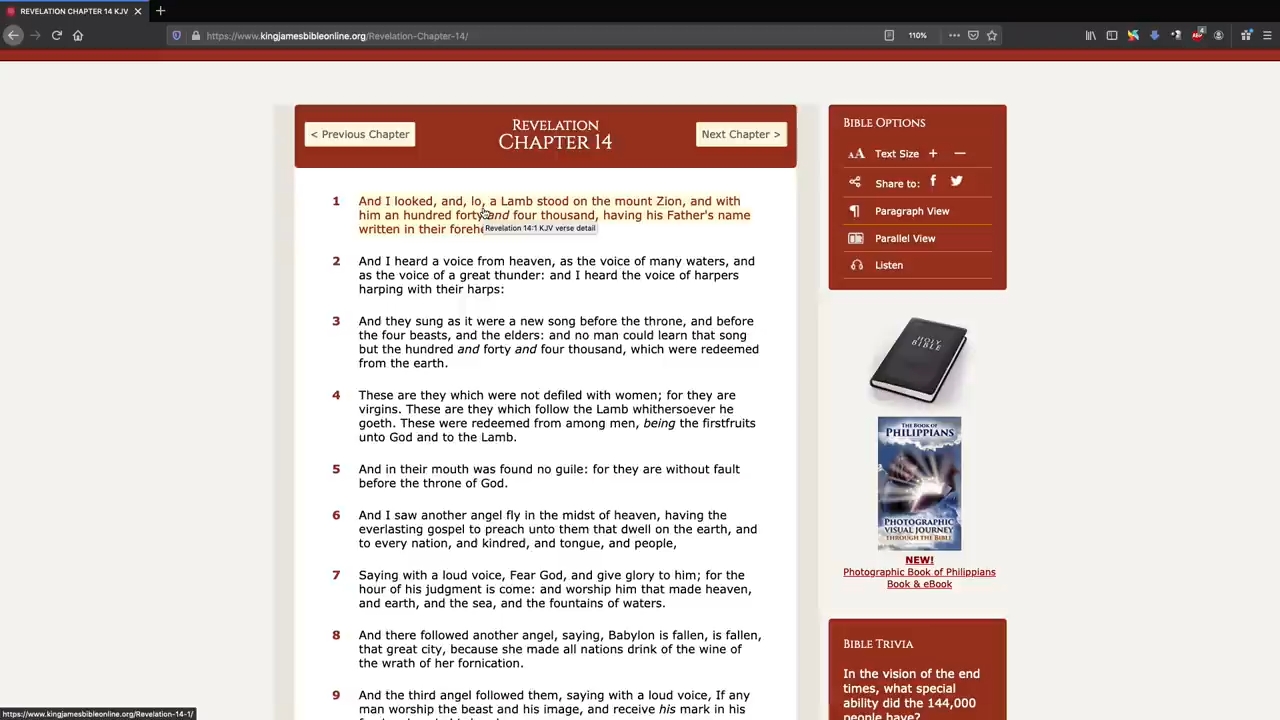 REVELATION CHAPTER 14 KJV
https://www.kingjamesbibleonline.org/Revelation-Chapter-14/
110%
< Previous Chapter
REVELATION
CHAPTER 14
Next Chapter >
1 And I looked, and, lo, a Lamb stood on the mount Zion, and with
him an hundred forty and four thousand, having his Father's name
written in their forehe
Revelation 14:1 KJV verse detail
2 And I heard a voice from heaven, as the voice of many waters, and
as the voice of a great thunder: and I heard the voice of harpers
harping with their harps:
3 And they sung as it were a new song before the throne, and before
the four beasts, and the elders: and no man could learn that song
but the hundred and forty and four thousand, which were redeemed
from the earth.
4 These are they which were not defiled with women; for they are
virgins. These are they which follow the Lamb whithersoever he
goeth. These were redeemed from among men, being the firstfruits
unto God and to the Lamb.
5 And in their mouth was found no guile: for they are without fault
before the throne of God.
6 And I saw another angel fly in the midst of heaven, having the
everlasting gospel to preach unto them that dwell on the earth, and
to every nation, and kindred, and tongue, and people,
7 Saying with a loud voice, Fear God, and give glory to him; for the
hour of his judgment is come: and worship him that made heaven,
and earth, and the sea, and the fountains of waters.
8 And there followed another angel, saying, Babylon is fallen, is fallen,
that great city, because she made all nations drink of the wine of
the wrath of her fornication.
9 And the third angel followed them, saying with a loud voice, If any
man worship the beast and his image, and receive his mark in his
BIBLE OPTIONS
AA Text Size + −
Share to:
Paragraph View
Parallel View
Listen
HOLY
BIBLE
THE BOOK OF
PHILIPPIANS
PHOTOGRAPHIC
VISUAL JOURNEY
THROUGH THE BIBLE
NEW!
Photographic Book of Philippians
Book & eBook
BIBLE TRIVIA
In the vision of the end
times, what special
ability did the 144,000
people have?
https://www.kingjamesbibleonline.org/Revelation-14-1/